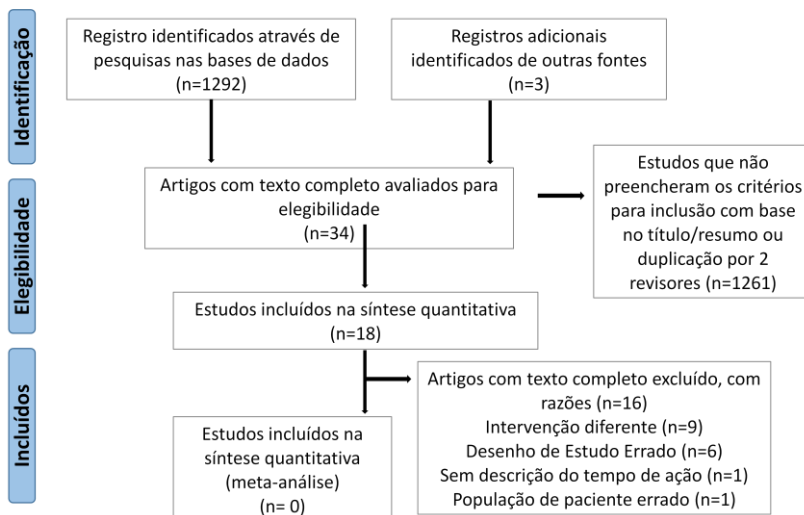 Identificação
Registro identificados através de
pesquisas nas bases de dados
(n=1292)
Registros adicionais
identificados de outras fontes
(n=3)
Elegibilidade
Artigos com texto completo avaliados para
elegibilidade
(n=34)
Estudos que não
preencheram os critérios
para inclusão com base
no título/resumo ou
duplicação por 2
revisores (n=1261)
Estudos incluídos na síntese quantitativa
(n=18)
Incluídos
Artigos com texto completo excluído, com
razões (n=16)
Intervenção diferente (n=9)
Desenho de Estudo Errado (n=6)
Sem descrição do tempo de ação (n=1)
População de paciente errado (n=1)
Estudos incluídos na
síntese quantitativa
(meta-análise)
(n= 0)